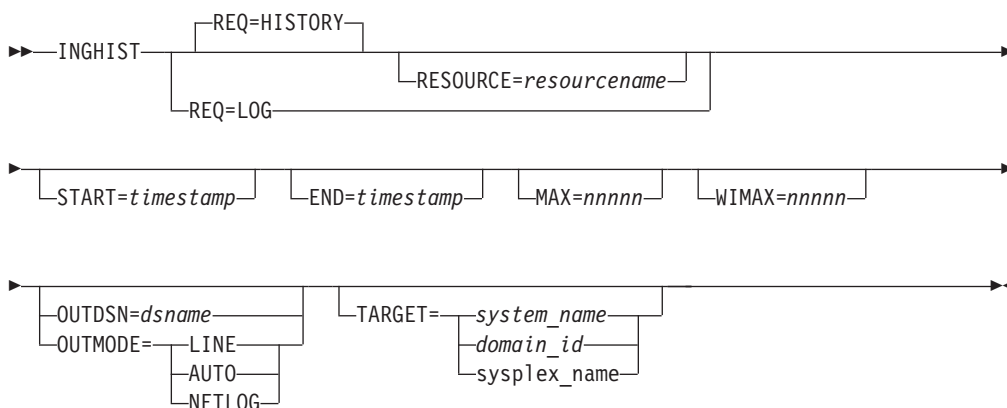 REQ=HISTORY
INGHIST
RESOURCE=resourcename
REQ=LOG
START=timestamp END=timestamp MAX=nnnnn WIMAX=nnnnn
OUTDSN=dsname TARGET= system_name
OUTMODE= LINE domain_id
AUTO sysplex_name
NETLOG